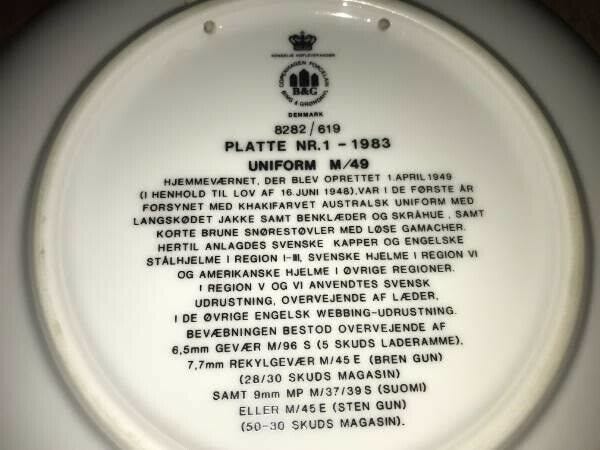 KONGELIG HOFLEVERANDØR
COPENHAGEN PORCELAIN
B&G
BING & GRØNDAHL
DENMARK
8282/619
PLATTE NR.1 - 1983
UNIFORM M/49
HJEMMEVÆRNET, DER BLEV OPRETTET 1.APRIL 1949
(I HENHOLD TIL LOV AF 16.JUNI 1948), VAR I DE FØRSTE ÅR
FORSYNET MED KHAKIFARVET AUSTRALSK UNIFORM MED
LANGSKØDET JAKKE SAMT BENKLÆDER OG SKRÅHUE, SAMT
KORTE BRUNE SNØRESTØVLER MED LØSE GAMACHER.
HERTIL ANLAGDES SVENSKE KAPPER OG ENGELSKE
STÅLHJELME I REGION I-III, SVENSKE HJELME I REGION VI
OG AMERIKANSKE HJELME I ØVRIGE REGIONER.
I REGION V OG VI ANVENDTES SVENSK
UDRUSTNING, OVERVEJENDE AF LÆDER,
I DE ØVRIGE ENGELSK WEBBING-UDRUSTNING.
BEVÆBNINGEN BESTOD OVERVEJENDE AF
6,5mm GEVÆR M/96 S (5 SKUDS LADERAMME),
7,7mm REKYLGEVÆR M/45 E (BREN GUN)
(28/30 SKUDS MAGASIN)
SAMT 9mm MP M/37/39 S (SUOMI)
ELLER M/45 E (STEN GUN)
(50-30 SKUDS MAGASIN).